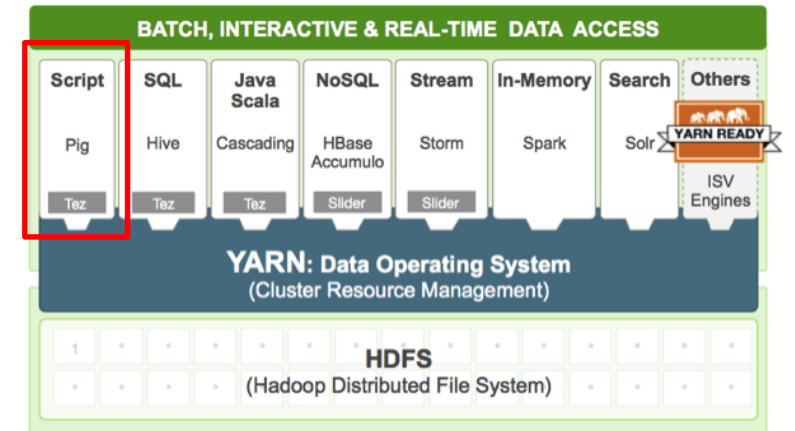 BATCH, INTERACTIVE & REAL-TIME DATA ACCESS
Script
Pig
Tez
SQL
Hive
Tez
Java
Scala
Cascading
Tez
NoSQL
HBase
Accumulo
Slider
Stream
Storm
Slider
In-Memory
Spark
Search
Solr
Others
YARN READY
ISV
Engines
YARN: Data Operating System
(Cluster Resource Management)
1
HDFS
(Hadoop Distributed File System)